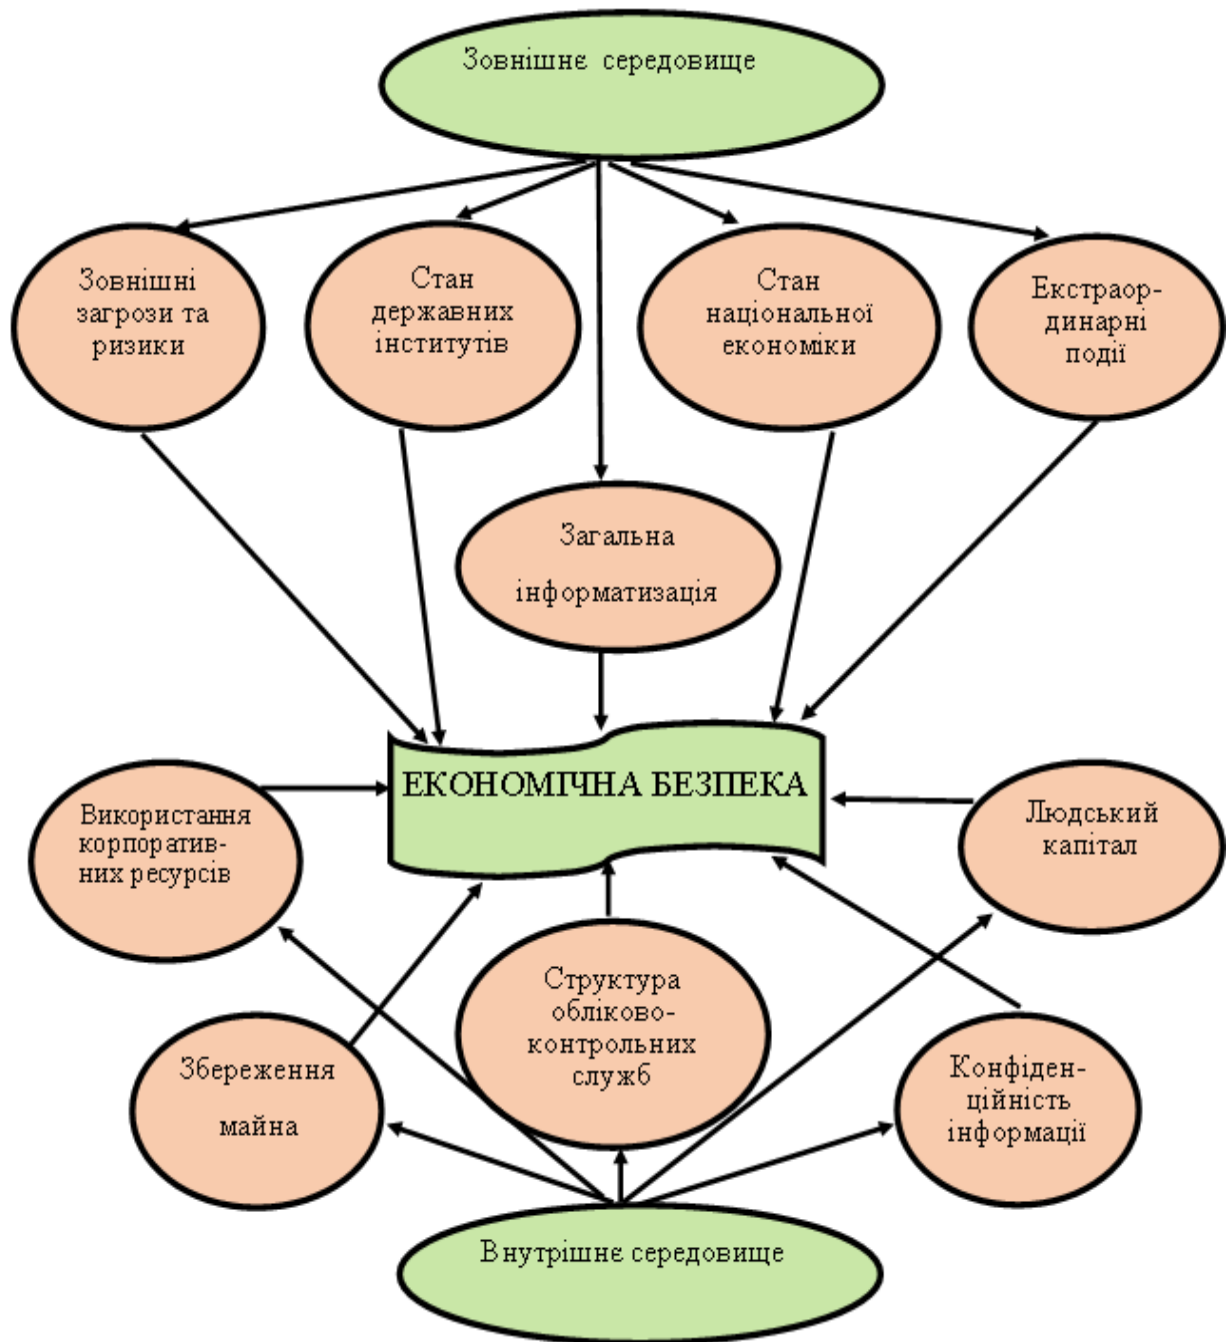 Зовнішнє середовище
Зовнішні
загрози та
ризики
Стан
державних
інститутів
Стан
національної
економіки
Екстраор-
динарні
події
Загальна
інформатизація
ЕКОНОМІЧНА БЕЗПЕКА
Використання
корпоратив-
них ресурсів
Людський
капітал
Структура
обліково-
контрольних
служб
Збереження
майна
Конфіден-
ційність
інформації
Внутрішнє середовище